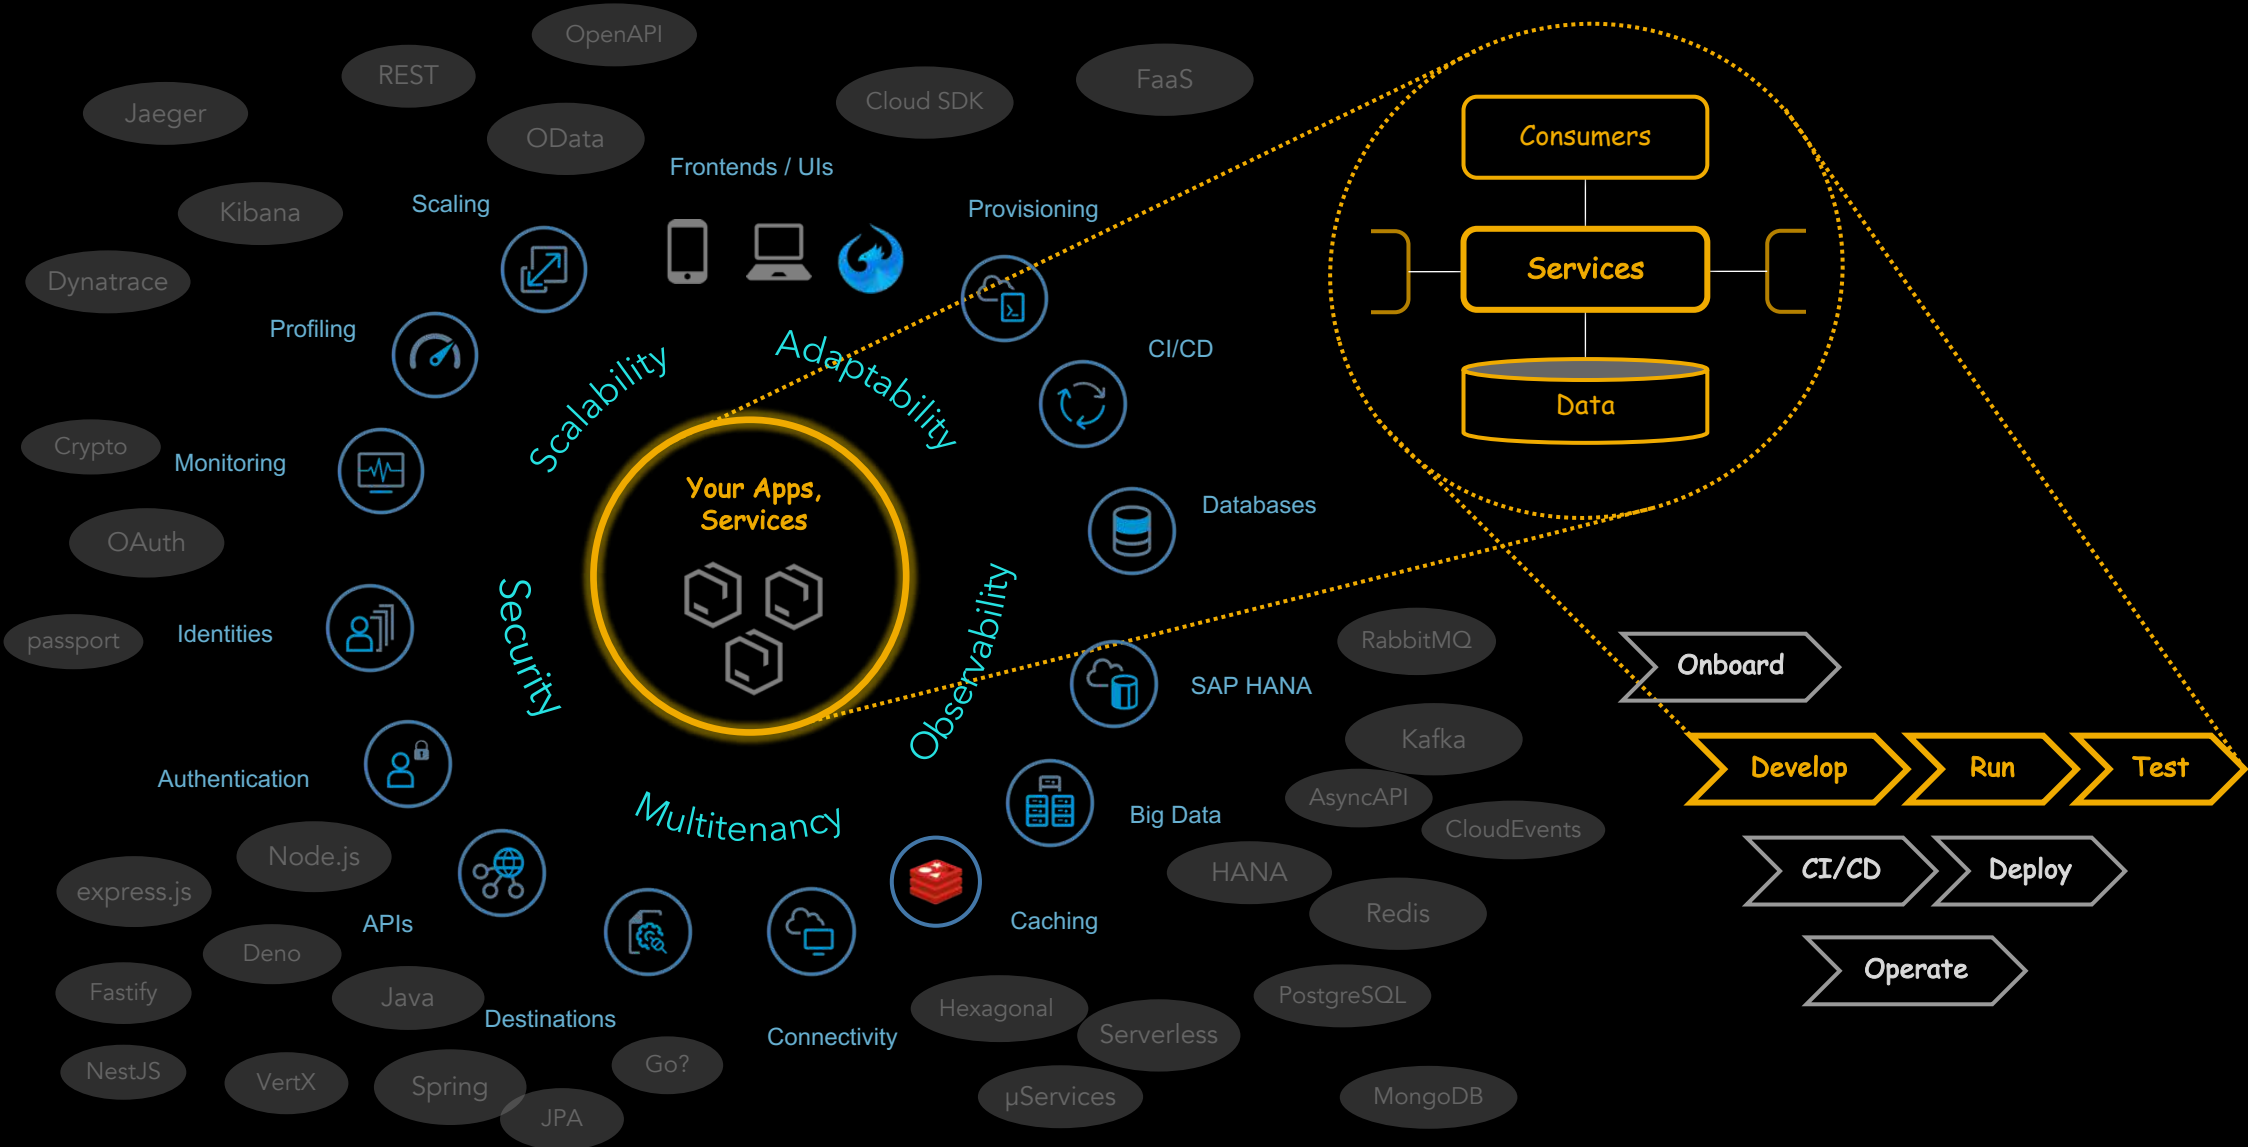 OpenAPI
REST
FaaS
Cloud SDK
Jaeger
OData
Consumers
Frontends / UIs
Scaling
Provisioning
Kibana
Services
Dynatrace
Profiling
Scalability
Adaptability
CI/CD
Data
Crypto
Monitoring
Your Apps,
Services
Databases
OAuth
Security
Observability
passport
Identities
RabbitMQ
Onboard
SAP HANA
Kafka
Develop
Run
Test
Authentication
AsyncAPI
Multitenancy
Big Data
CloudEvents
Node.js
HANA
CI/CD
Deploy
express.js
Redis
APIs
Caching
Deno
Operate
Fastify
Java
PostgreSQL
Hexagonal
Destinations
Connectivity
Serverless
Go?
NestJS
VertX
Spring
µServices
MongoDB
JPA